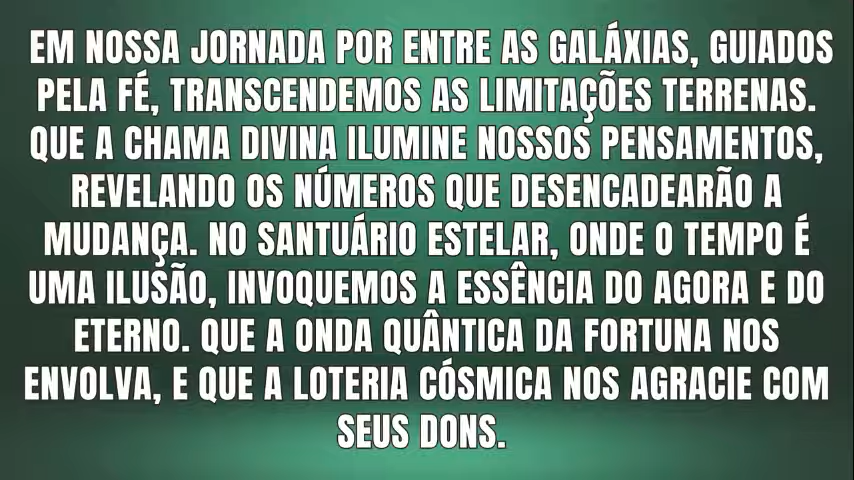 EM NOSSA JORNADA POR ENTRE AS GALÁXIAS, GUIADOS
PELA FÉ, TRANSCENDEMOS AS LIMITAÇÕES TERRENAS.
QUE A CHAMA DIVINA ILUMINE NOSSOS PENSAMENTOS,
REVELANDO OS NÚMEROS QUE DESENCADEARÃO A
MUDANÇA. NO SANTUÁRIO ESTELAR, ONDE O TEMPO É
UMA ILUSÃO, INVOQUEMOS A ESSÊNCIA DO AGORA E DO
ETERNO. QUE A ONDA QUÂNTICA DA FORTUNA NOS
ENVOLVA, E QUE A LOTERIA CÓSMICA NOS AGRACIE COM
SEUS DONS.